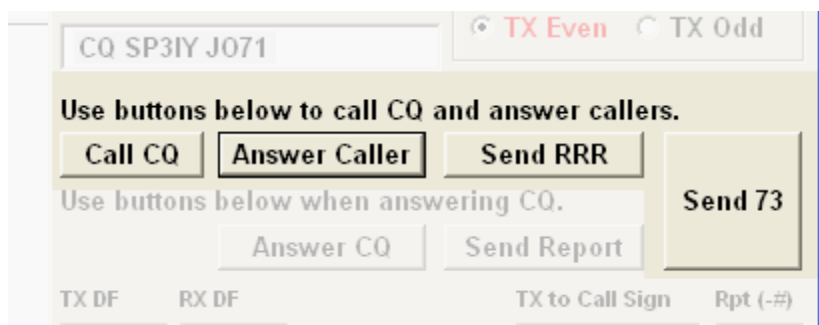 TX Even TX Odd
CQ SP3IY JO71
Use buttons below to call CQ and answer callers.
Call CQ Answer Caller Send RRR
Send 73
Use buttons below when answering CQ.
Answer CQ Send Report
TX DF RX DF TX to Call Sign Rpt (-#)